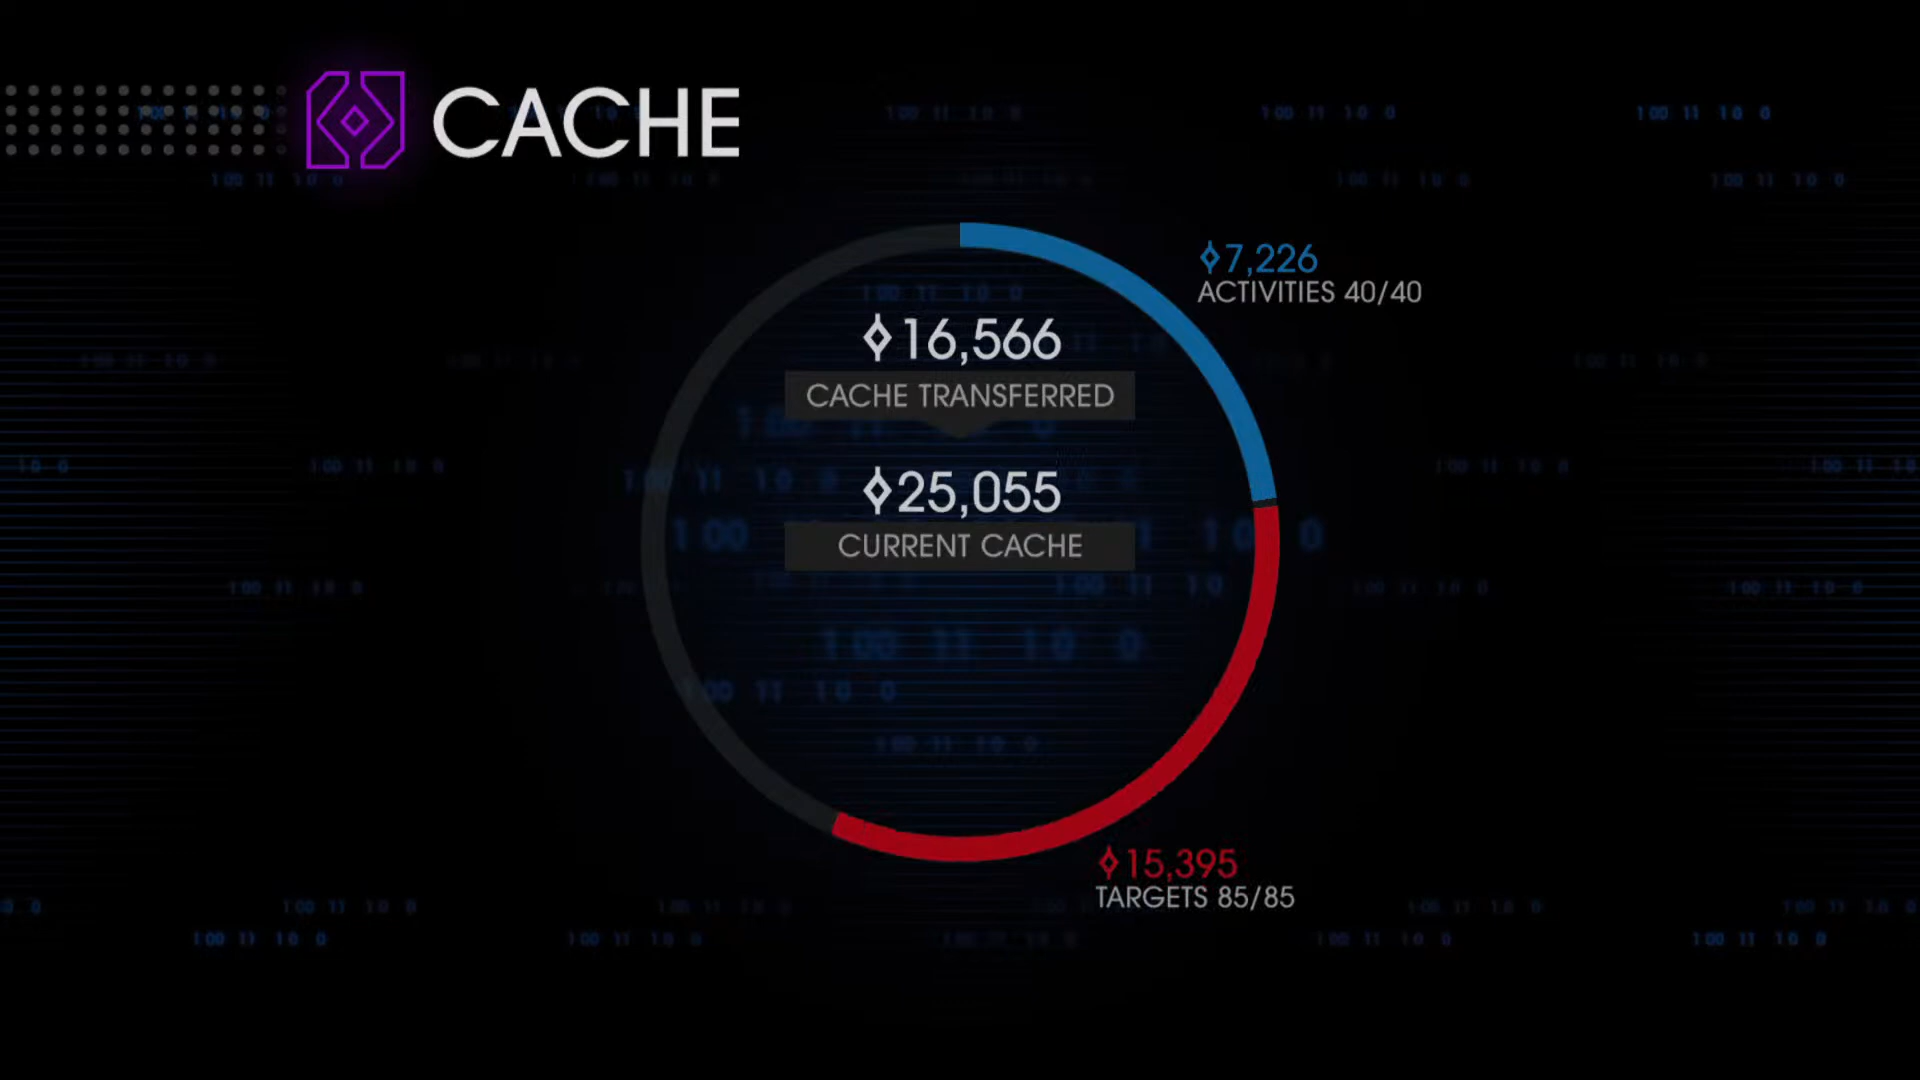 CACHE
7,226
ACTIVITIES 40/40
16,566
CACHE TRANSFERRED
25,055
CURRENT CACHE
15,395
TARGETS 85/85